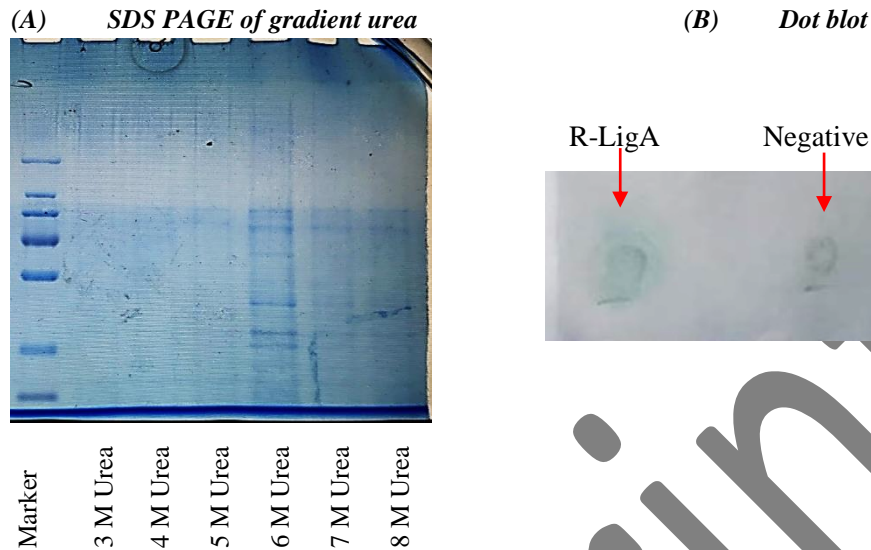 (A) SDS PAGE of gradient urea
(B) Dot blot
R-LigA Negative
Marker
3 M Urea
4 M Urea
5 M Urea
6 M Urea
7 M Urea
8 M Urea
in